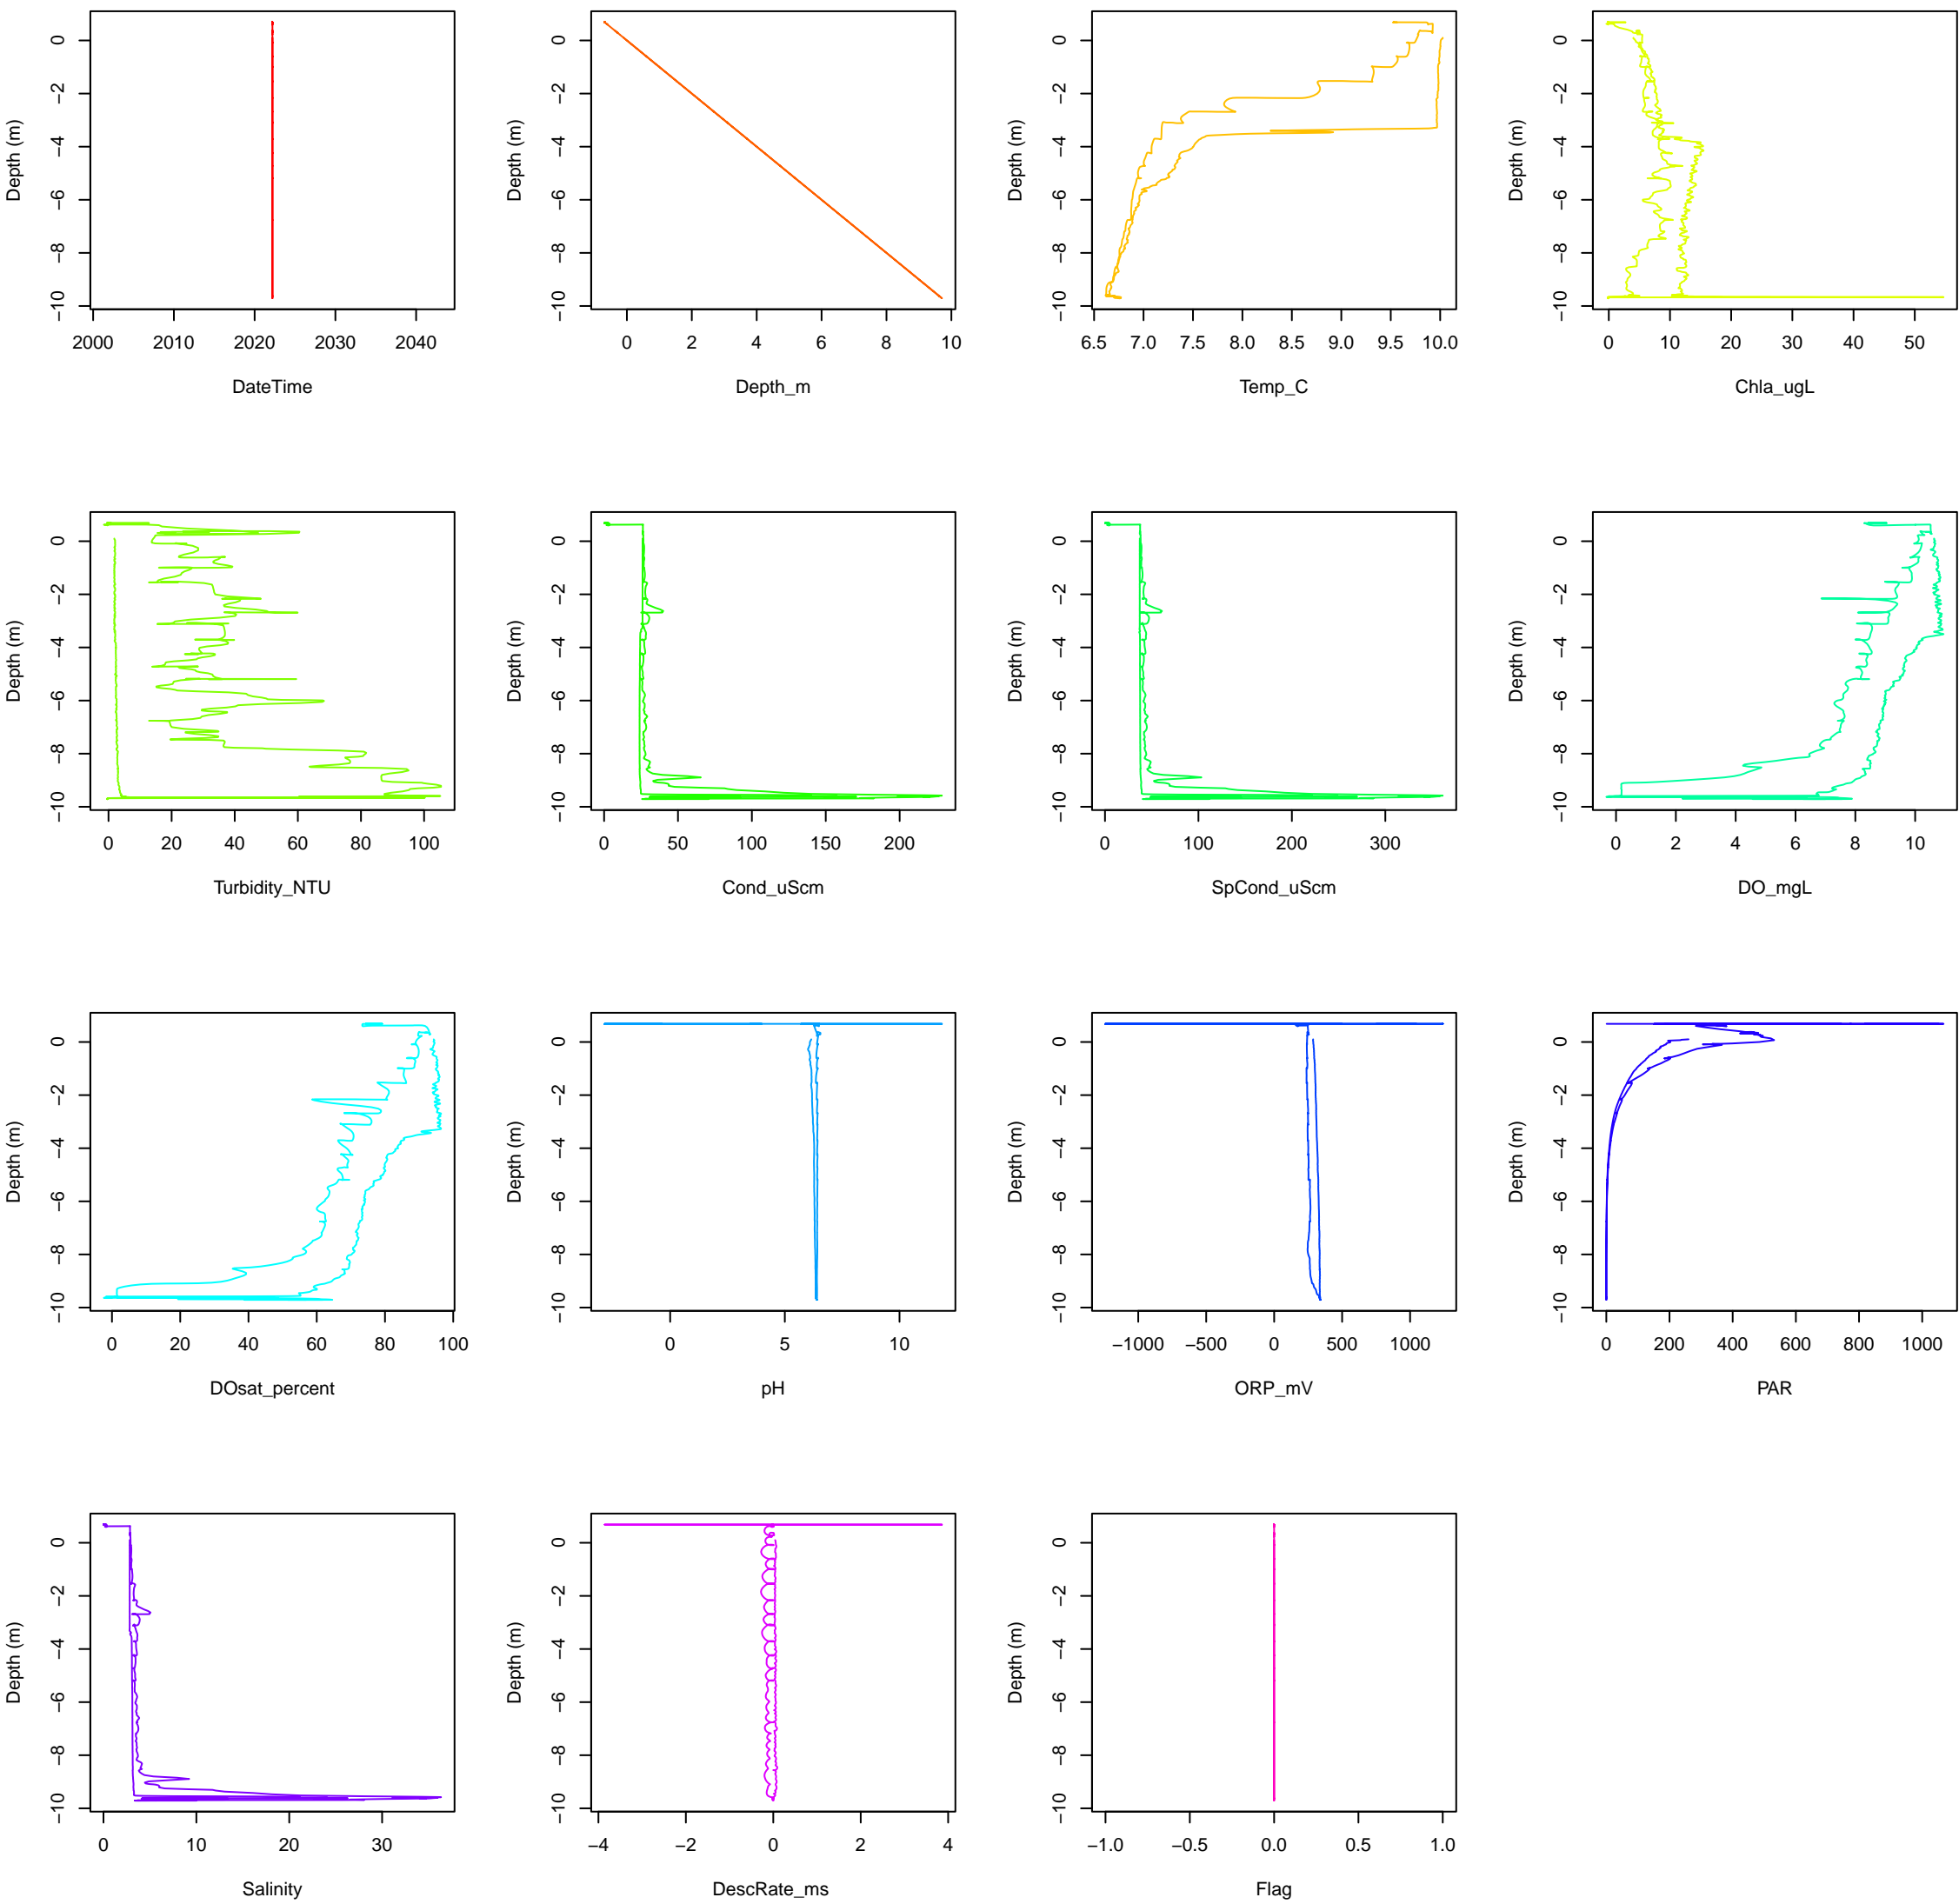 0 −2 −4 −6 −8 −10
Depth (m)
2000 2010 2020 2030 2040
DateTime
0 −2 −4 −6 −8 −10
Depth (m)
0 2 4 6 8 10
Depth_m
0 −2 −4 −6 −8 −10
Depth (m)
6.5 7.0 7.5 8.0 8.5 9.0 9.5 10.0
Temp_C
0 −2 −4 −6 −8 −10
Depth (m)
0 10 20 30 40 50
Chla_ugL
0 −2 −4 −6 −8 −10
Depth (m)
0 20 40 60 80 100
Turbidity_NTU
0 −2 −4 −6 −8 −10
Depth (m)
0 50 100 150 200
Cond_uScm
0 −2 −4 −6 −8 −10
Depth (m)
0 100 200 300
SpCond_uScm
0 −2 −4 −6 −8 −10
Depth (m)
0 2 4 6 8 10
DO_mgL
0 −2 −4 −6 −8 −10
Depth (m)
0 20 40 60 80 100
DOsat_percent
0 −2 −4 −6 −8 −10
Depth (m)
0 5 10
pH
0 −2 −4 −6 −8 −10
Depth (m)
−1000 −500 0 500 1000
ORP_mV
0 −2 −4 −6 −8 −10
Depth (m)
0 200 400 600 800 1000
PAR
0 −2 −4 −6 −8 −10
Depth (m)
0 10 20 30
Salinity
0 −2 −4 −6 −8 −10
Depth (m)
−4 −2 0 2 4
DescRate_ms
0 −2 −4 −6 −8 −10
Depth (m)
−1.0 −0.5 0.0 0.5 1.0
Flag